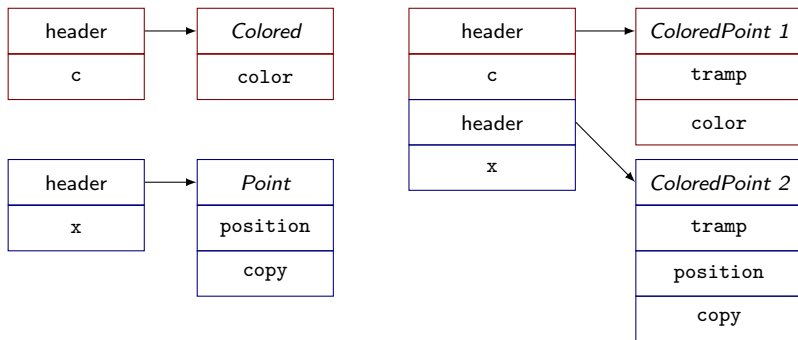 header
Colored
c
color
header
Point
x
position
copy
header
ColoredPoint 1
c
tramp
header
color
x
ColoredPoint 2
tramp
position
copy